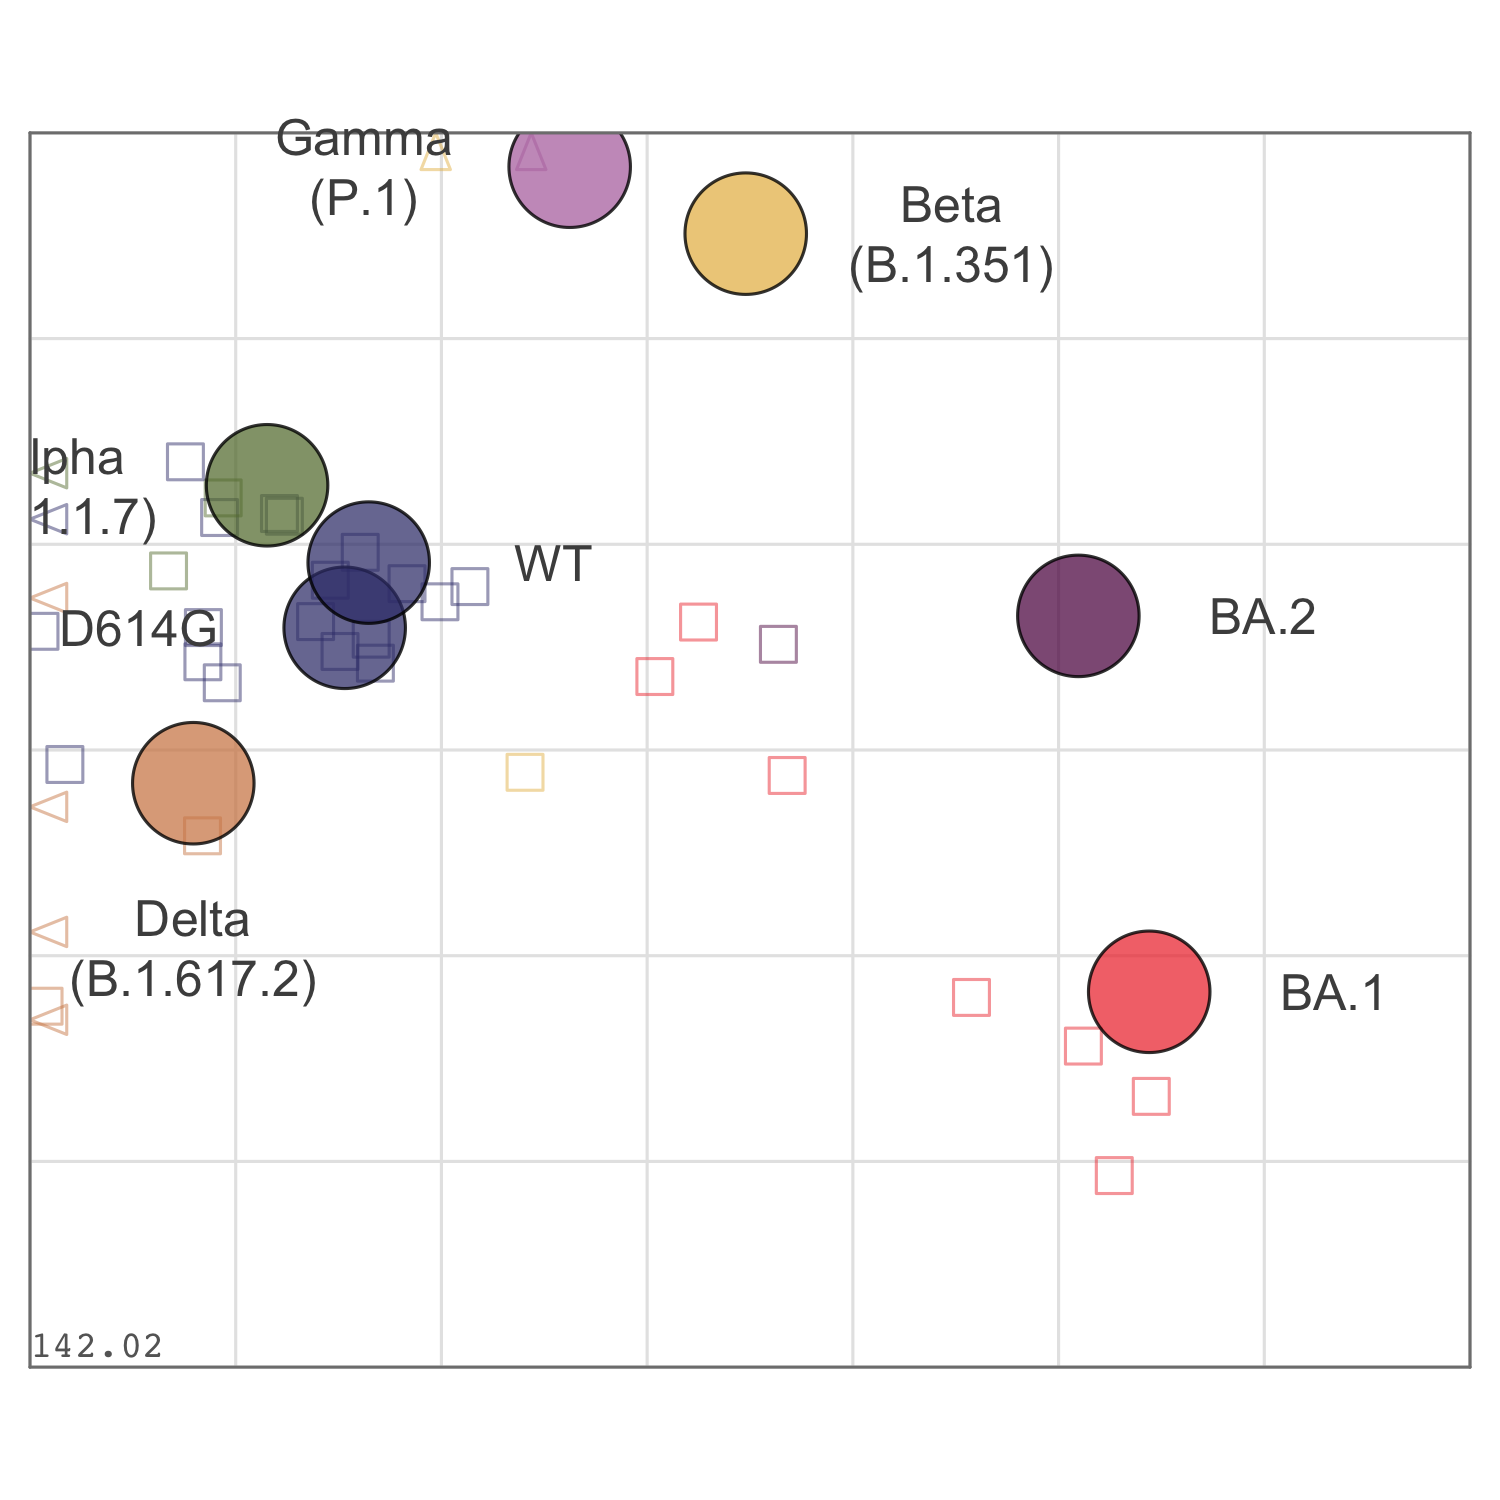 Gamma
(P.1)
Beta
(B.1.351)
lpha
1.1.7)
WT
D614G
BA.2
Delta
(B.1.617.2)
BA.1
142.02